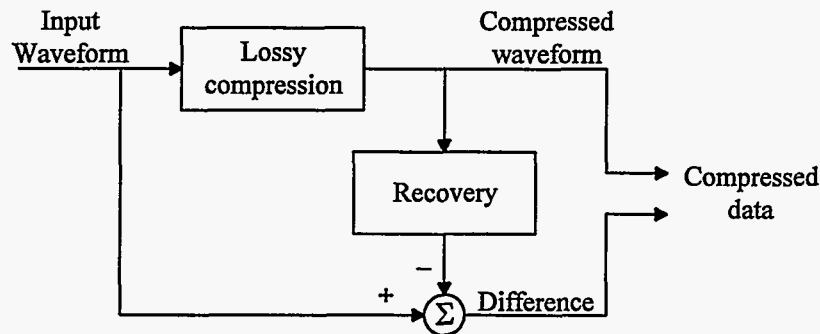 Input
Waveform
Lossy
compression
Compressed
waveform
Recovery
Compressed
data
−
+
Σ
Difference